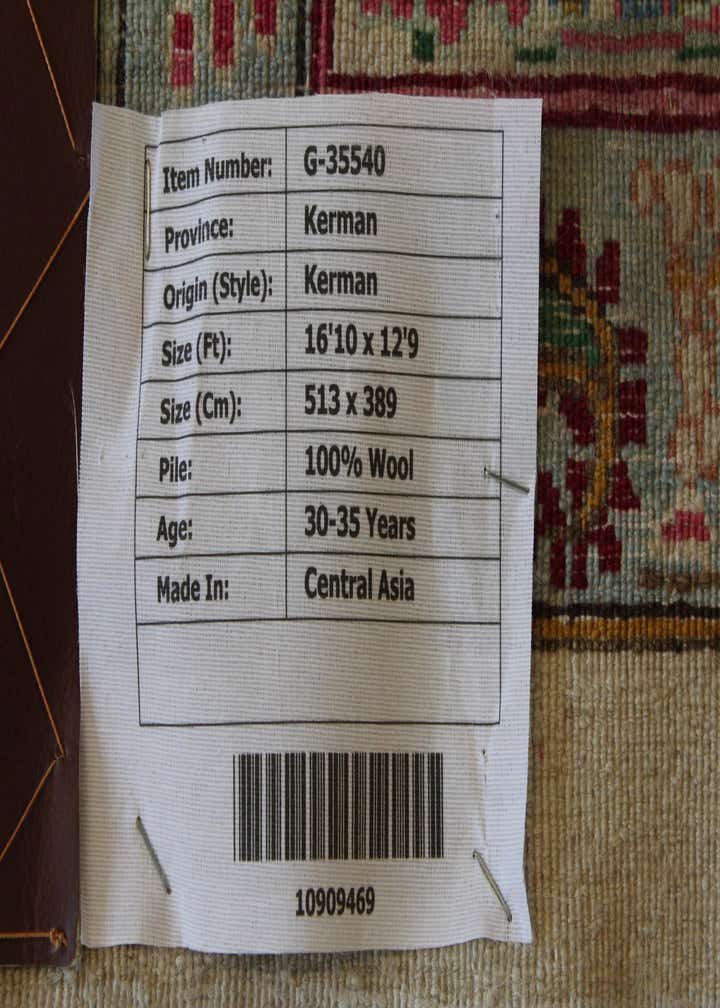 Item Number: G-35540
Province: Kerman
Origin (Style): Kerman
Size (Ft): 16'10 x 12'9
Size (Cm): 513 x 389
Pile: 100% Wool
Age: 30-35 Years
Made In: Central Asia
10909469